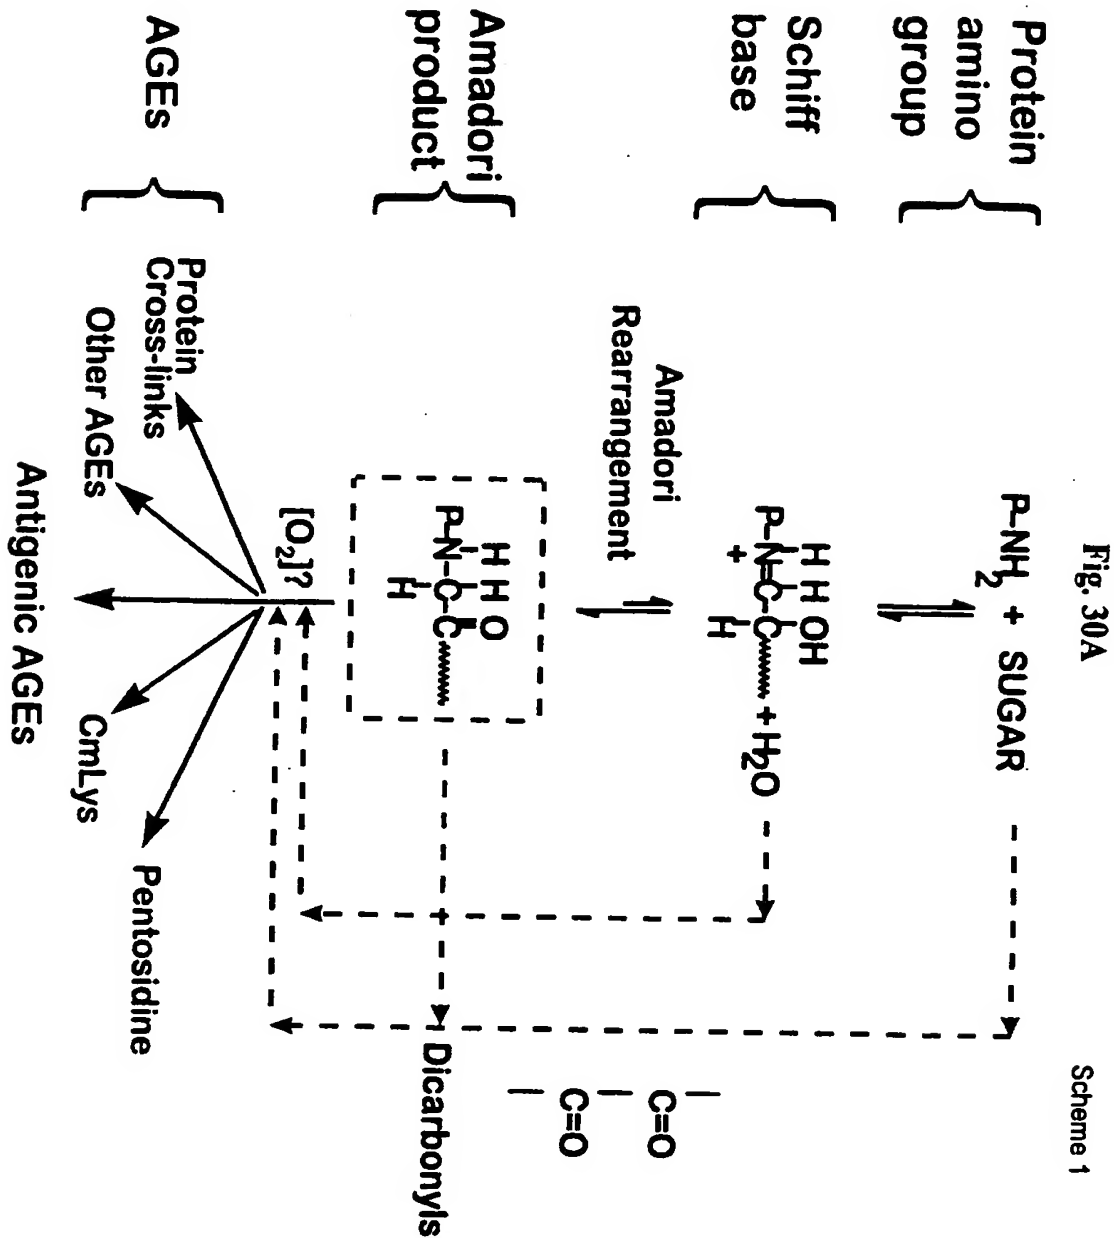 Fig. 30A
Scheme 1
Protein
amino
group
P-NH2 + SUGAR
Schiff
base
H H OH
P-N=C-C + H2O
+
H
Amadori
Rearrangement
C=O
C=O
Amadori
product
H H O
P-N-C-C
H
Dicarbonyls
[O2]?
AGEs
Protein
Cross-links
Other AGEs
Antigenic AGEs
CmLys
Pentosidine